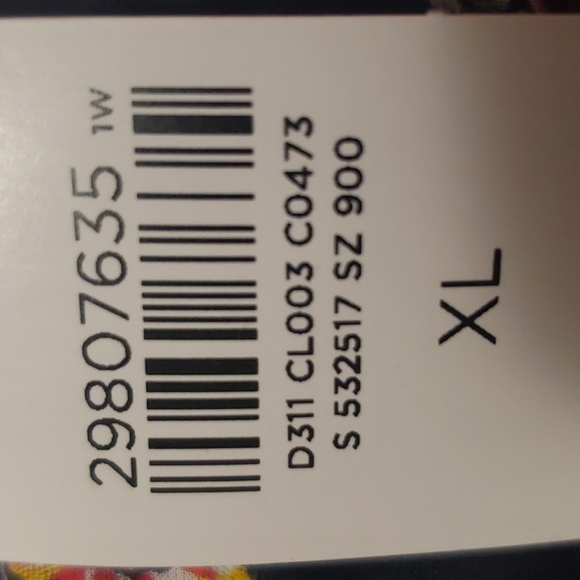 29807635 1W
D311 CL003 C0473
S 532517 SZ 900
XL